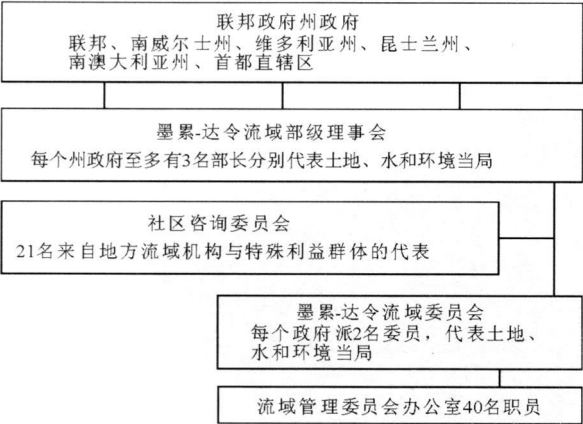 联邦政府州政府
联邦、南威尔士州、维多利亚州、昆士兰州、
南澳大利亚州、首都直辖区
墨累-达令流域部级理事会
每个州政府至多有3名部长分别代表土地、水和环境当局
社区咨询委员会
21名来自地方流域机构与特殊利益群体的代表
墨累-达令流域委员会
每个政府派2名委员，代表土地、
水和环境当局
流域管理委员会办公室40名职员